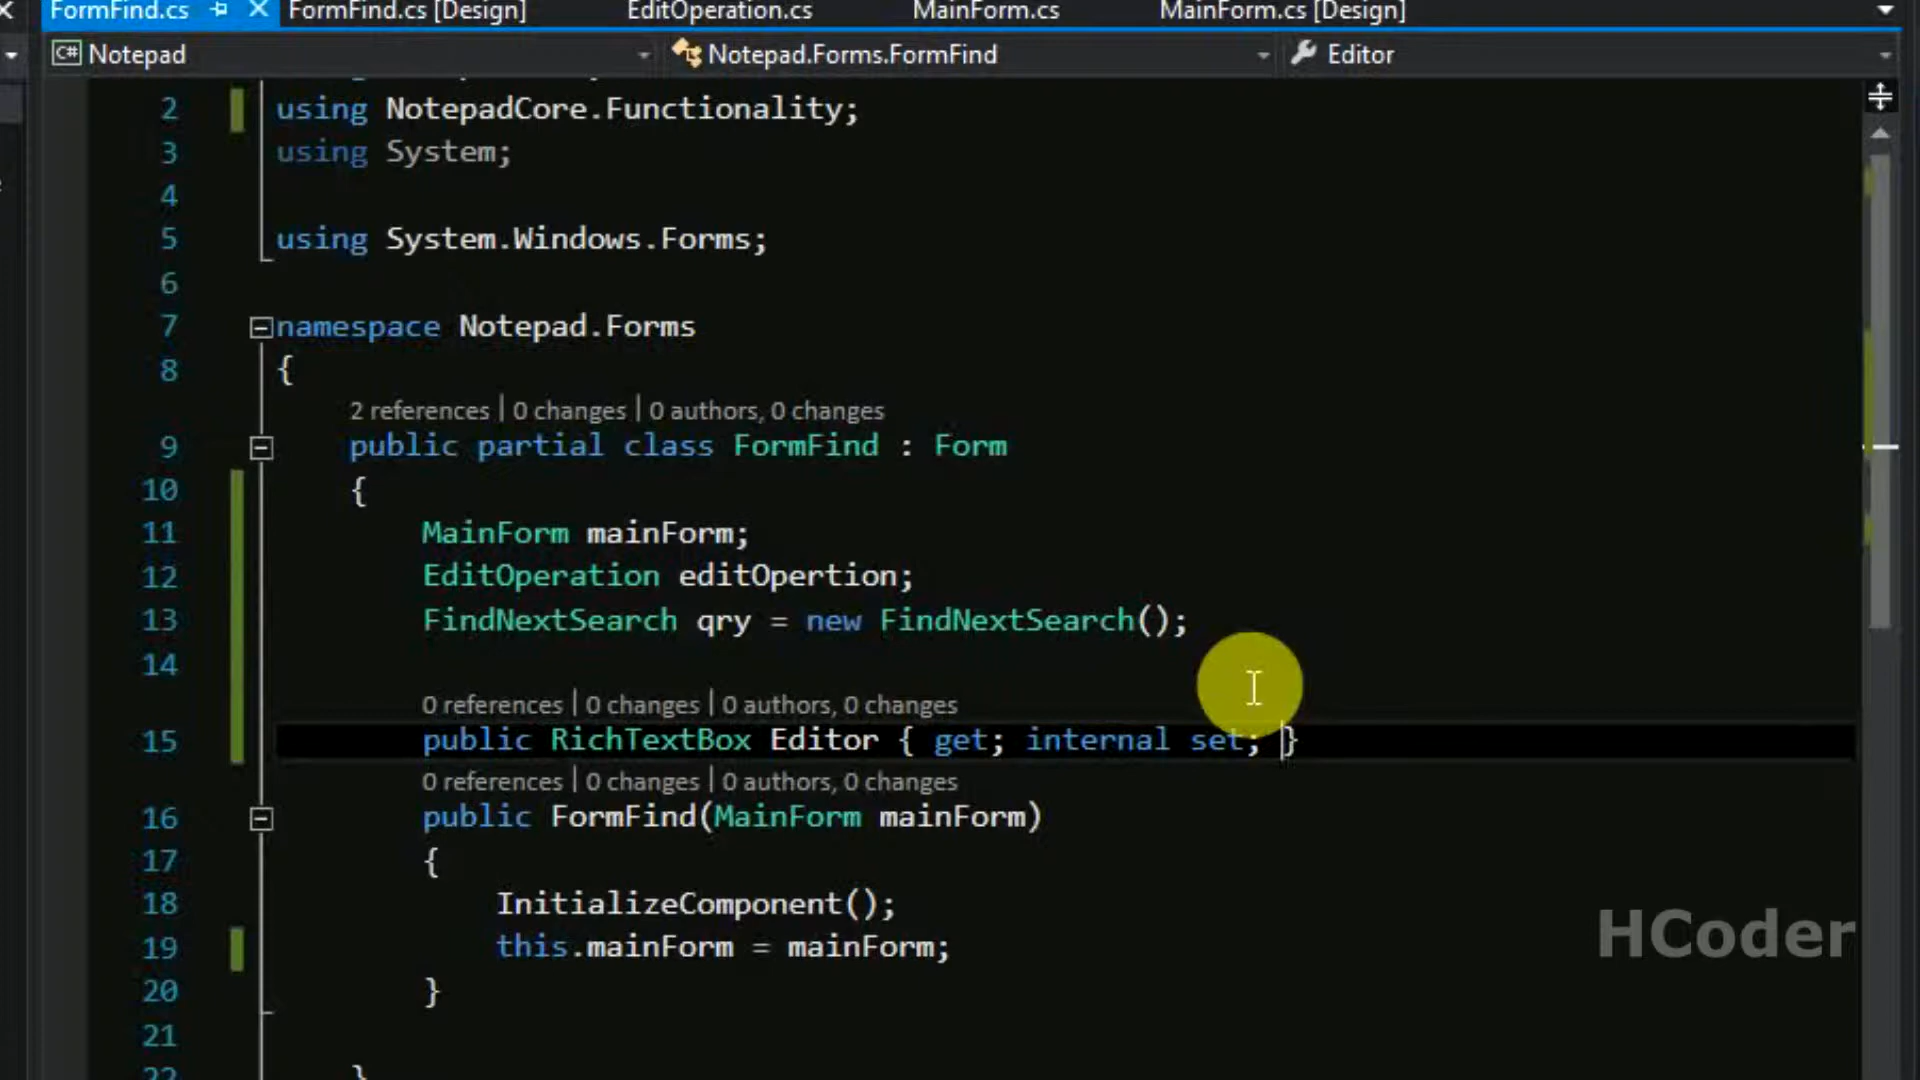 FormFind.cs FormFind.cs [Design] EditOperation.cs MainForm.cs MainForm.cs [Design]
C# Notepad Notepad.Forms.FormFind Editor
2 using NotepadCore.Functionality;
3 using System;
4
5 using System.Windows.Forms;
6
7 namespace Notepad.Forms
8 {
2 references | 0 changes | 0 authors, 0 changes
9 public partial class FormFind : Form
10 {
11 MainForm mainForm;
12 EditOperation editOpertion;
13 FindNextSearch qry = new FindNextSearch();
14
0 references | 0 changes | 0 authors, 0 changes
15 public RichTextBox Editor { get; internal set; }
0 references | 0 changes | 0 authors, 0 changes
16 public FormFind(MainForm mainForm)
17 {
18 InitializeComponent();
19 this.mainForm = mainForm;
20 }
21
22 }
HCoder